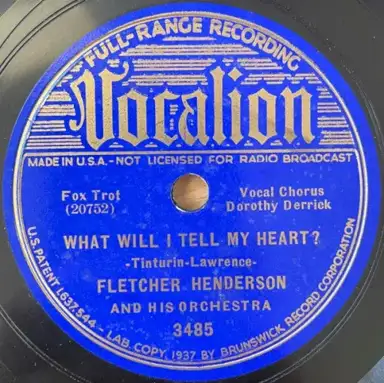 FULL-RANGE RECORDING
Vocalion
MADE IN U.S.A.-NOT LICENSED FOR RADIO BROADCAST
Fox Trot
(20752)
Vocal Chorus
Dorothy Derrick
WHAT WILL I TELL MY HEART?
-Tinturin-Lawrence-
FLETCHER HENDERSON
AND HIS ORCHESTRA
3485
U.S. PATENT 1,637,544 - LAB. COPY. 1937 BY BRUNSWICK RECORD CORPORATION